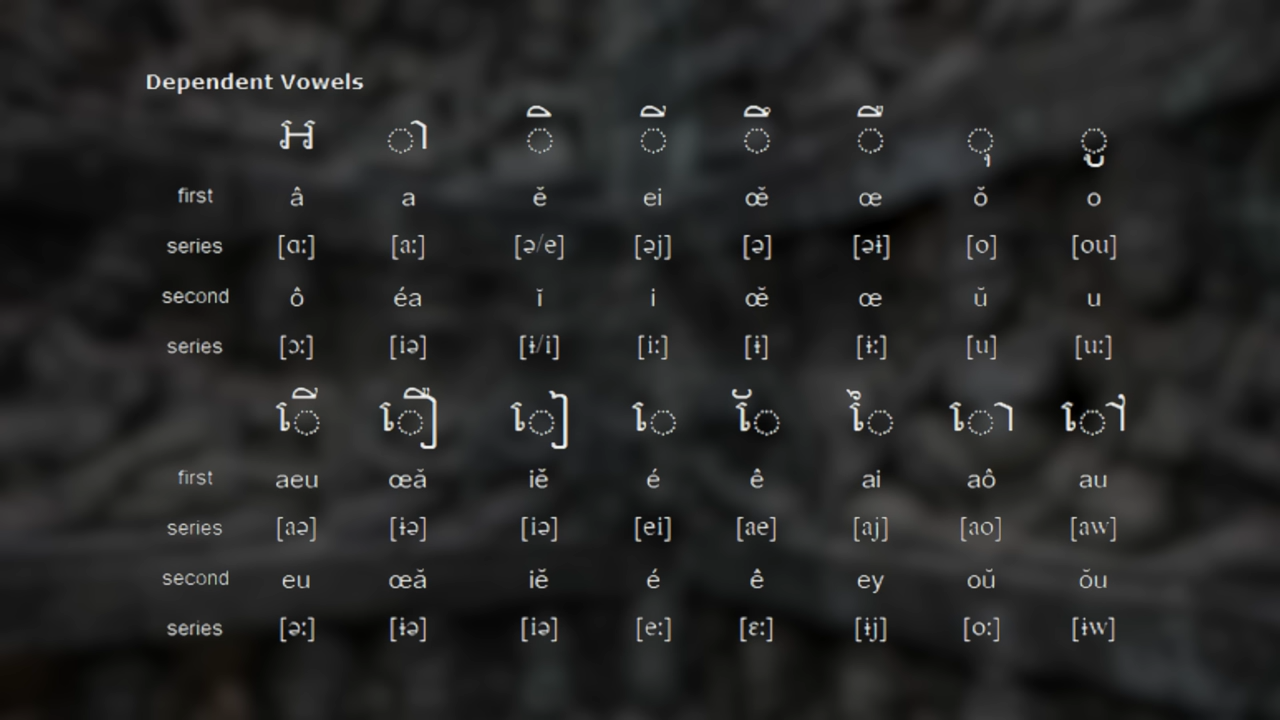 Dependent Vowels
អ ា ិ ី ឹ ឺ ុ ូ
first â a ĕ ei œ̆ œ ŏ o
series [ɑː] [aː] [ə/e] [əj] [ə] [əɨ] [o] [ou]
second ô éa ĭ i œ̆ œ ŭ u
series [ɔː] [iə] [ɨ/i] [iː] [ɨ] [ɨː] [u] [uː]
ើ ឿ ៀ េ ែ ៃ ោ ៅ
first aeu œă iĕ é ê ai aô au
series [aə] [ɨə] [iə] [ei] [ae] [aj] [ao] [aw]
second eu œă iĕ é ê ey oŭ ŏu
series [əː] [ɨə] [iə] [eː] [ɛː] [ɨj] [oː] [ɨw]